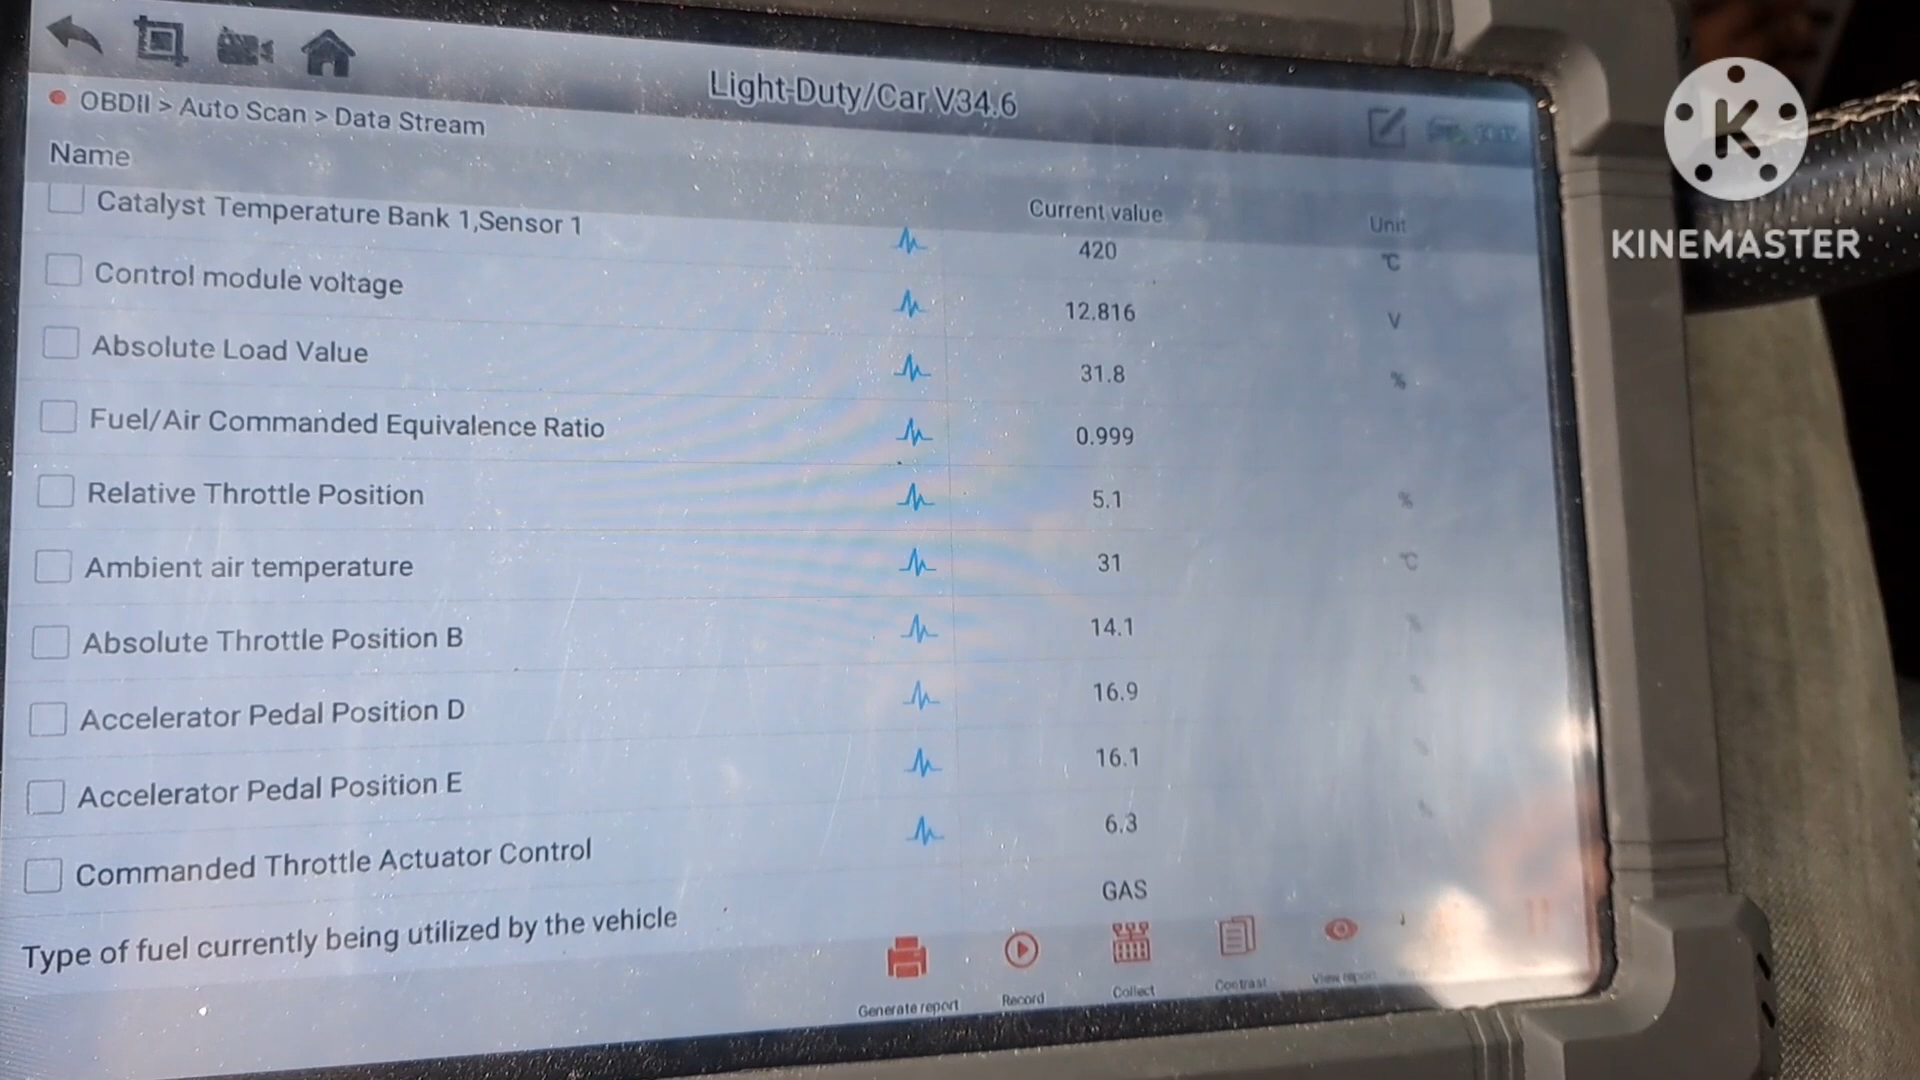 Light-Duty/Car V34.6
OBDII > Auto Scan > Data Stream
Name Current value Unit
Catalyst Temperature Bank 1,Sensor 1 420 ℃
Control module voltage 12.816 V
Absolute Load Value 31.8 %
Fuel/Air Commanded Equivalence Ratio 0.999
Relative Throttle Position 5.1 %
Ambient air temperature 31 ℃
Absolute Throttle Position B 14.1 %
Accelerator Pedal Position D 16.9 %
Accelerator Pedal Position E 16.1 %
Commanded Throttle Actuator Control 6.3 %
Type of fuel currently being utilized by the vehicle GAS
Generate report Record Collect Contrast View report
K
KINEMASTER